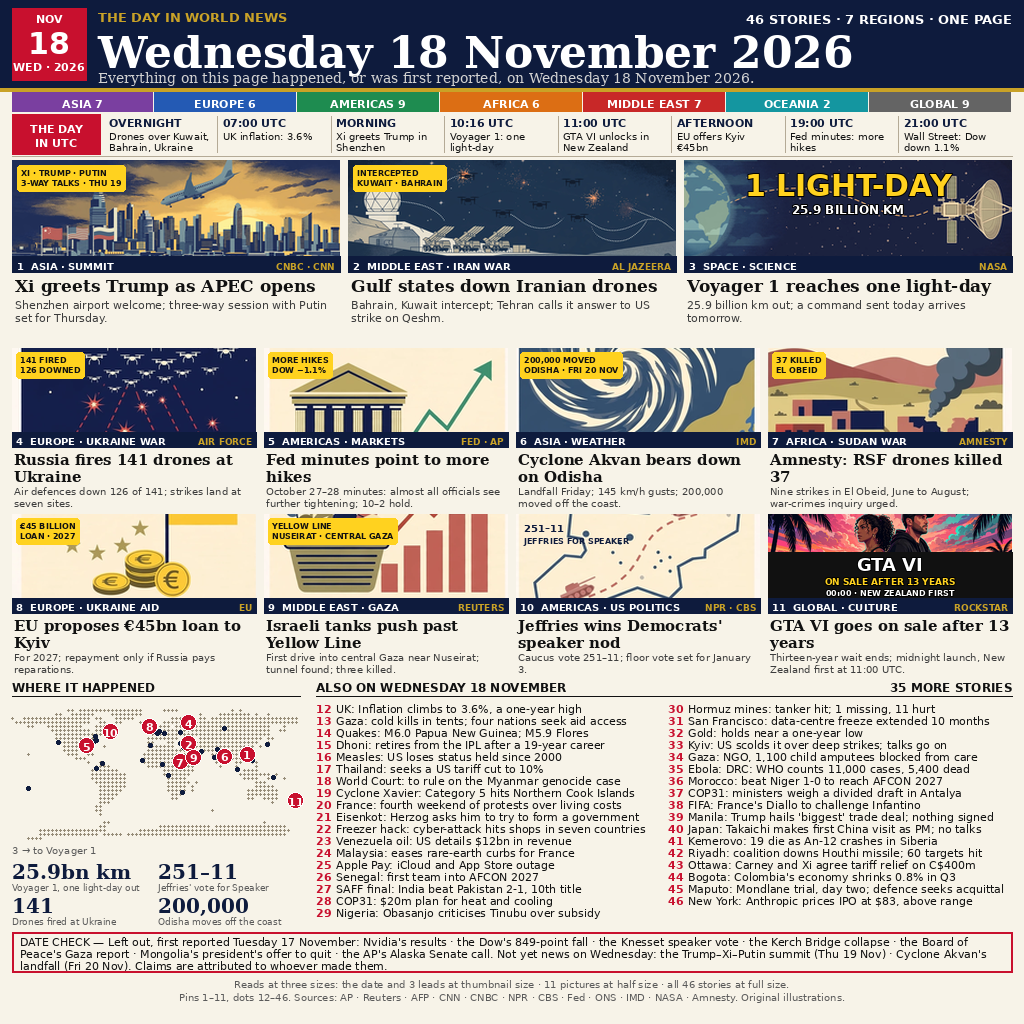 NOV
18
WED · 2026
THE DAY IN WORLD NEWS
46 STORIES · 7 REGIONS · ONE PAGE
Wednesday 18 November 2026
Everything on this page happened, or was first reported, on Wednesday 18 November 2026.
ASIA 7
EUROPE 6
AMERICAS 9
AFRICA 6
MIDDLE EAST 7
OCEANIA 2
GLOBAL 9
THE DAY
IN UTC
OVERNIGHT
Drones over Kuwait,
Bahrain, Ukraine
07:00 UTC
UK inflation: 3.6%
MORNING
Xi greets Trump in
Shenzhen
10:16 UTC
Voyager 1: one
light-day
11:00 UTC
GTA VI unlocks in
New Zealand
AFTERNOON
EU offers Kyiv
€45bn
19:00 UTC
Fed minutes: more
hikes
21:00 UTC
Wall Street: Dow
down 1.1%
XI · TRUMP · PUTIN
3-WAY TALKS · THU 19
1 ASIA · SUMMIT
CNBC · CNN
Xi greets Trump as APEC opens
Shenzhen airport welcome; three-way session with Putin
set for Thursday.
INTERCEPTED
KUWAIT · BAHRAIN
2 MIDDLE EAST · IRAN WAR
AL JAZEERA
Gulf states down Iranian drones
Bahrain, Kuwait intercept; Tehran calls it answer to US
strike on Qeshm.
1 LIGHT-DAY
25.9 BILLION KM
3 SPACE · SCIENCE
NASA
Voyager 1 reaches one light-day
25.9 billion km out; a command sent today arrives
tomorrow.
141 FIRED
126 DOWNED
4 EUROPE · UKRAINE WAR
AIR FORCE
Russia fires 141 drones at
Ukraine
Air defences down 126 of 141; strikes land at
seven sites.
MORE HIKES
DOW −1.1%
5 AMERICAS · MARKETS
FED · AP
Fed minutes point to more
hikes
October 27–28 minutes: almost all officials see
further tightening; 10–2 hold.
200,000 MOVED
ODISHA · FRI 20 NOV
6 ASIA · WEATHER
IMD
Cyclone Akvan bears down
on Odisha
Landfall Friday; 145 km/h gusts; 200,000
moved off the coast.
37 KILLED
EL OBEID
7 AFRICA · SUDAN WAR
AMNESTY
Amnesty: RSF drones killed
37
Nine strikes in El Obeid, June to August;
war-crimes inquiry urged.
€45 BILLION
LOAN · 2027
8 EUROPE · UKRAINE AID
EU
EU proposes €45bn loan to
Kyiv
For 2027; repayment only if Russia pays
reparations.
YELLOW LINE
NUSEIRAT · CENTRAL GAZA
9 MIDDLE EAST · GAZA
REUTERS
Israeli tanks push past
Yellow Line
First drive into central Gaza near Nuseirat;
tunnel found; three killed.
251–11
JEFFRIES FOR SPEAKER
10 AMERICAS · US POLITICS
NPR · CBS
Jeffries wins Democrats'
speaker nod
Caucus vote 251–11; floor vote set for January
3.
GTA VI
ON SALE AFTER 13 YEARS
00:00 · NEW ZEALAND FIRST
11 GLOBAL · CULTURE
ROCKSTAR
GTA VI goes on sale after 13
years
Thirteen-year wait ends; midnight launch, New
Zealand first at 11:00 UTC.
WHERE IT HAPPENED
10
8
4
5
2
7
9
6
1
11
3 → to Voyager 1
25.9bn km
Voyager 1, one light-day out
251–11
Jeffries' vote for Speaker
141
Drones fired at Ukraine
200,000
Odisha moves off the coast
ALSO ON WEDNESDAY 18 NOVEMBER
35 MORE STORIES
12 UK: Inflation climbs to 3.6%, a one-year high
13 Gaza: cold kills in tents; four nations seek aid access
14 Quakes: M6.0 Papua New Guinea; M5.9 Flores
15 Dhoni: retires from the IPL after a 19-year career
16 Measles: US loses status held since 2000
17 Thailand: seeks a US tariff cut to 10%
18 World Court: to rule on the Myanmar genocide case
19 Cyclone Xavier: Category 5 hits Northern Cook Islands
20 France: fourth weekend of protests over living costs
21 Eisenkot: Herzog asks him to try to form a government
22 Freezer hack: cyber-attack hits shops in seven countries
23 Venezuela oil: US details $12bn in revenue
24 Malaysia: eases rare-earth curbs for France
25 Apple Pay: iCloud and App Store outage
26 Senegal: first team into AFCON 2027
27 SAFF final: India beat Pakistan 2-1, 10th title
28 COP31: $20m plan for heat and cooling
29 Nigeria: Obasanjo criticises Tinubu over subsidy
30 Hormuz mines: tanker hit; 1 missing, 11 hurt
31 San Francisco: data-centre freeze extended 10 months
32 Gold: holds near a one-year low
33 Kyiv: US scolds it over deep strikes; talks go on
34 Gaza: NGO, 1,100 child amputees blocked from care
35 Ebola: DRC: WHO counts 11,000 cases, 5,400 dead
36 Morocco: beat Niger 1-0 to reach AFCON 2027
37 COP31: ministers weigh a divided draft in Antalya
38 FIFA: France's Diallo to challenge Infantino
39 Manila: Trump hails 'biggest' trade deal; nothing signed
40 Japan: Takaichi makes first China visit as PM; no talks
41 Kemerovo: 19 die as An-12 crashes in Siberia
42 Riyadh: coalition downs Houthi missile; 60 targets hit
43 Ottawa: Carney and Xi agree tariff relief on C$400m
44 Bogota: Colombia's economy shrinks 0.8% in Q3
45 Maputo: Mondlane trial, day two; defence seeks acquittal
46 New York: Anthropic prices IPO at $83, above range
DATE CHECK — Left out, first reported Tuesday 17 November: Nvidia's results · the Dow's 849-point fall · the Knesset speaker vote · the Kerch Bridge collapse · the Board of
Peace's Gaza report · Mongolia's president's offer to quit · the AP's Alaska Senate call. Not yet news on Wednesday: the Trump–Xi–Putin summit (Thu 19 Nov) · Cyclone Akvan's
landfall (Fri 20 Nov). Claims are attributed to whoever made them.
Reads at three sizes: the date and 3 leads at thumbnail size · 11 pictures at half size · all 46 stories at full size.
Pins 1–11, dots 12–46. Sources: AP · Reuters · AFP · CNN · CNBC · NPR · CBS · Fed · ONS · IMD · NASA · Amnesty. Original illustrations.